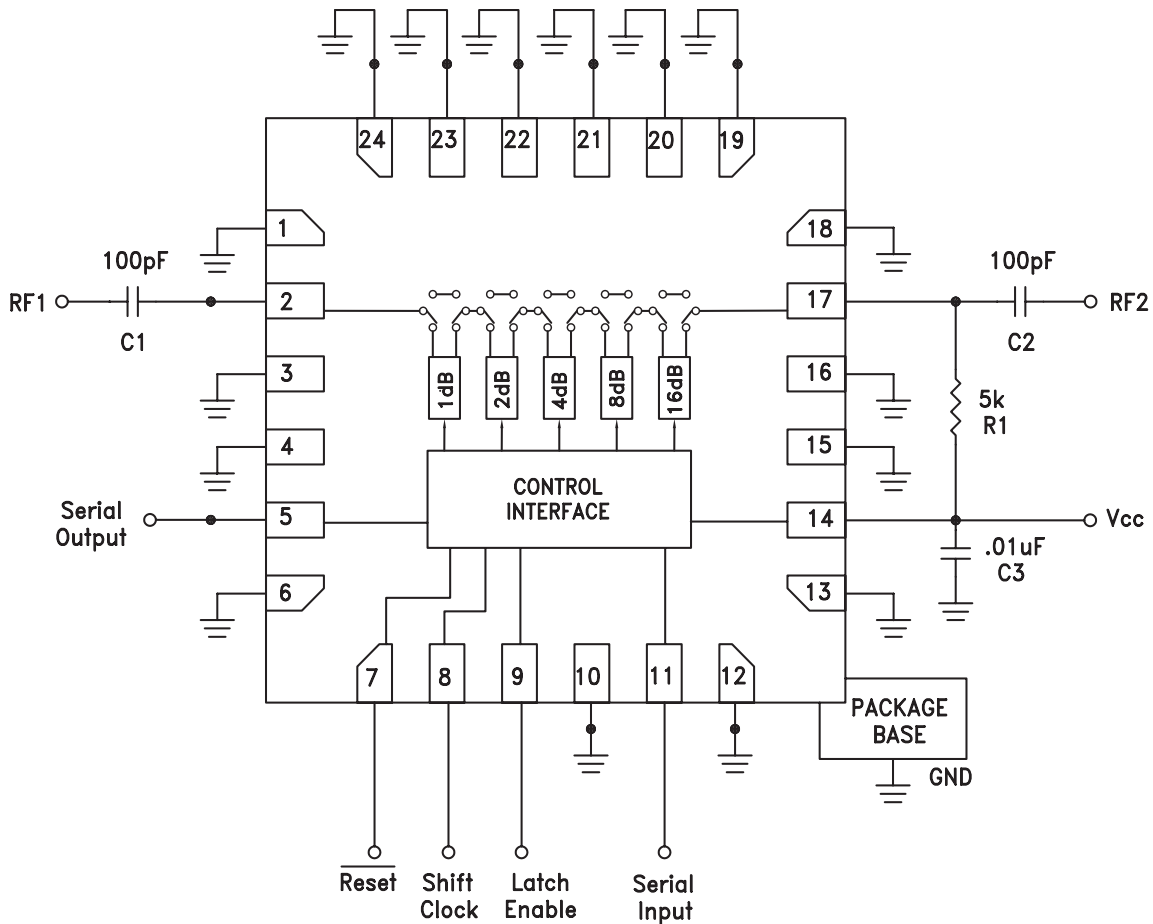 24
23
22
21
20
19
1
18
100pF
100pF
RF1
2
17
RF2
C1
C2
3
16
1dB
2dB
4dB
8dB
16dB
5k
R1
4
15
CONTROL
INTERFACE
Serial
Output
5
14
Vcc
.01uF
C3
6
13
7
8
9
10
11
12
PACKAGE
BASE
GND
Reset
Shift
Clock
Latch
Enable
Serial
Input